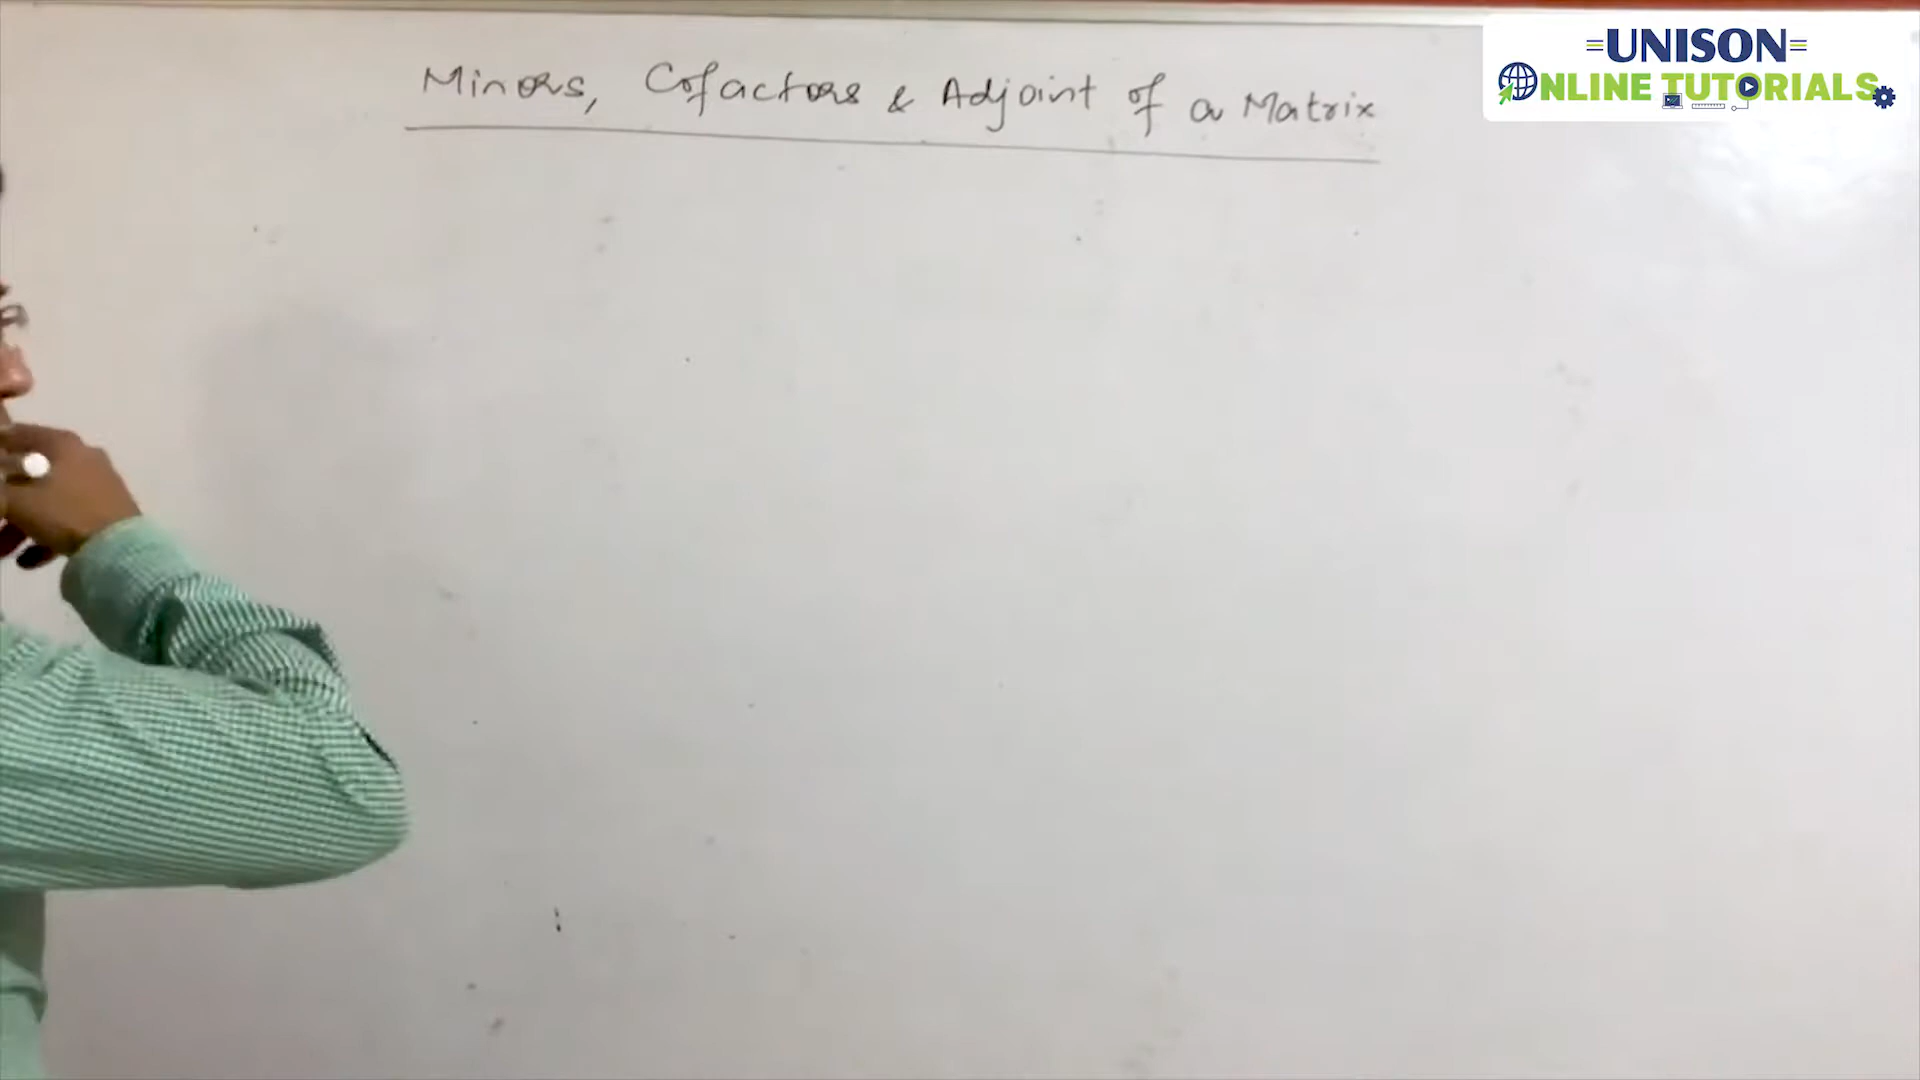 Minors, Cofactors & Adjoint of a Matrix
UNISON
ONLINE TUTORIALS